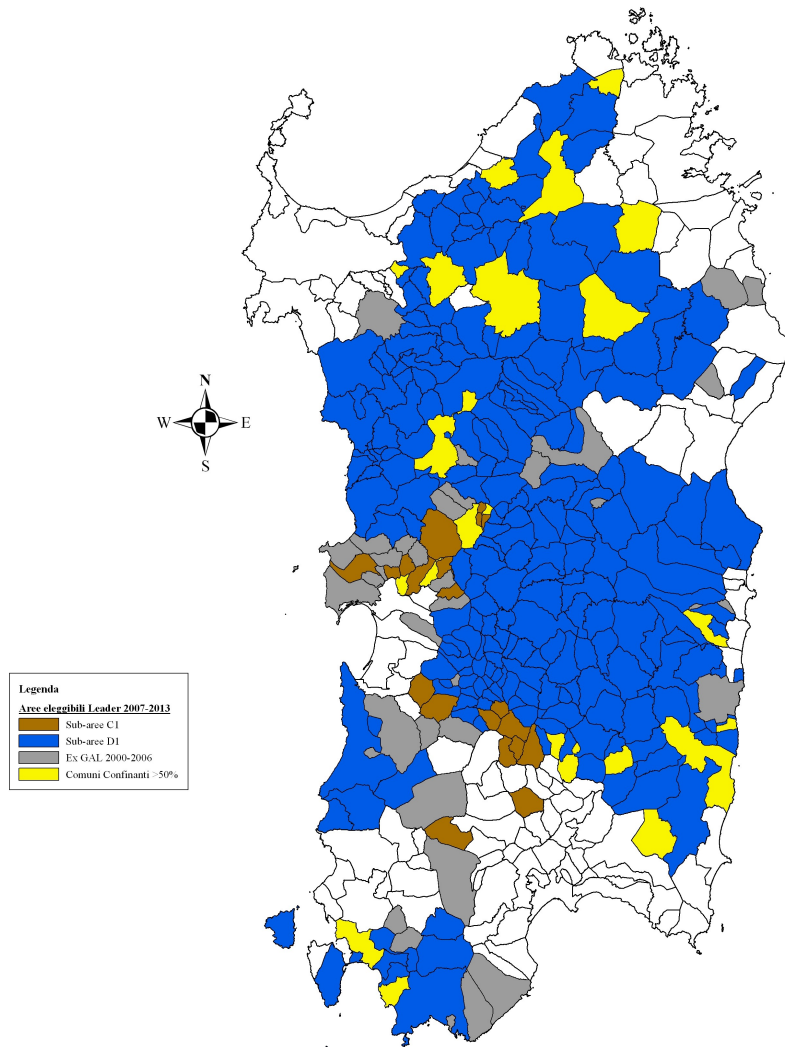 N
W E
S
Legenda
Aree eleggibili Leader 2007-2013
Sub-aree C1
Sub-aree D1
Ex GAL 2000-2006
Comuni Confinanti >50%